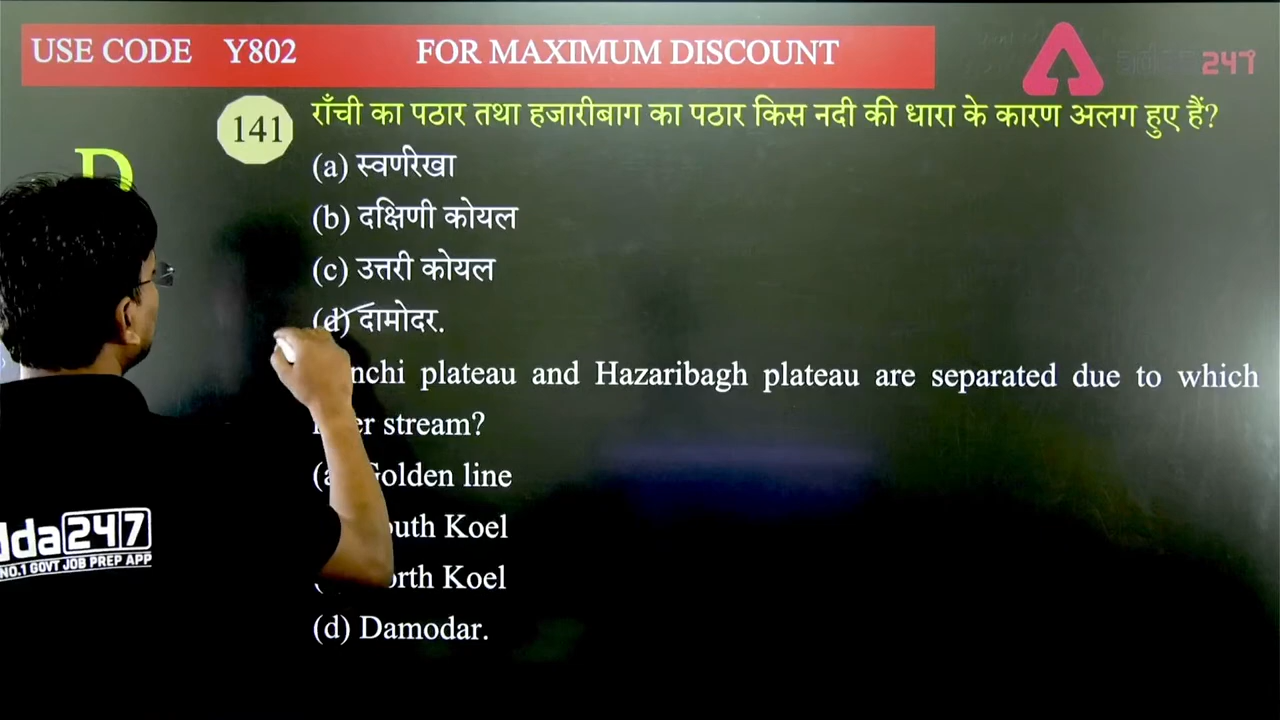 USE CODE Y802 FOR MAXIMUM DISCOUNT
247
141 राँची का पठार तथा हजारीबाग का पठार किस नदी की धारा के कारण अलग हुए हैं?
D
(a) स्वर्णरेखा
(b) दक्षिणी कोयल
(c) उत्तरी कोयल
(d) दामोदर.
nchi plateau and Hazaribagh plateau are separated due to which
er stream?
(a Golden line
outh Koel
( orth Koel
(d) Damodar.
dda247
NO.1 GOVT JOB PREP APP